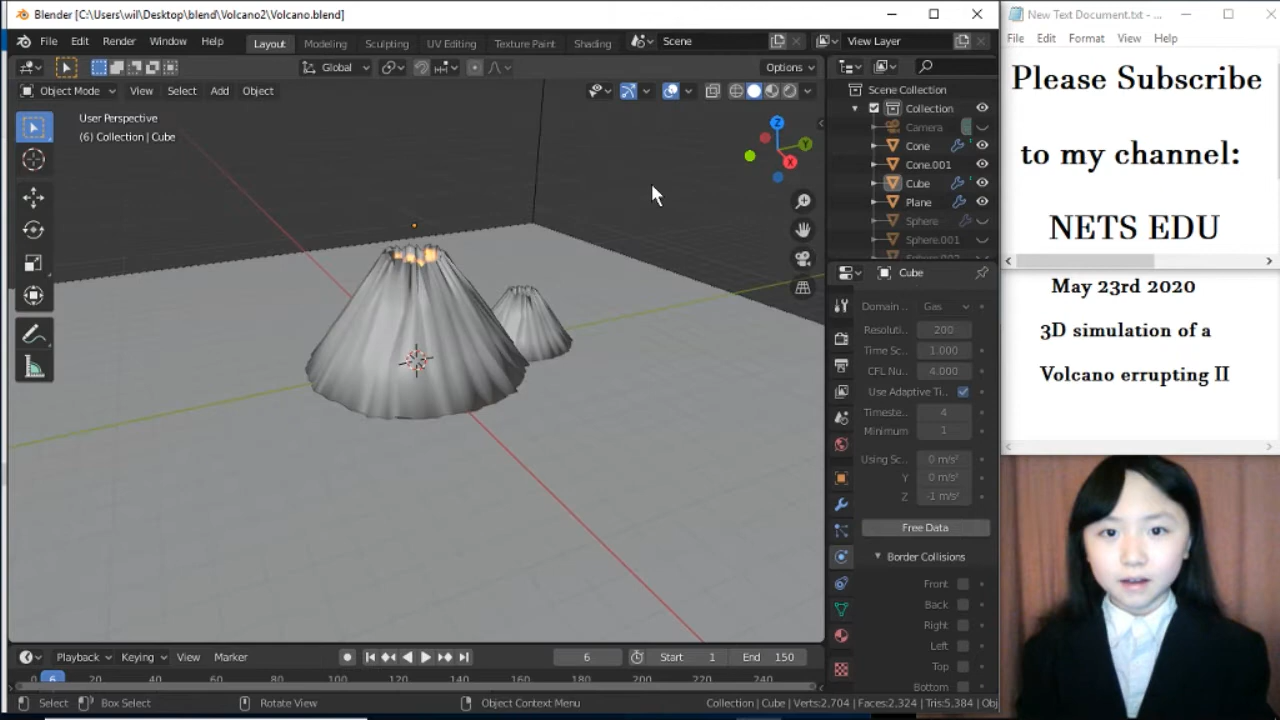 Blender [C:\Users\wil\Desktop\blend\Volcano2\Volcano.blend]
File Edit Render Window Help Layout Modeling Sculpting UV Editing Texture Paint Shading Scene View Layer
Global Options
Object Mode View Select Add Object
User Perspective
(6) Collection | Cube
Z
Y
X
Scene Collection
Collection
Camera
Cone
Cone.001
Cube
Plane
Sphere
Sphere.001
Cube
Domain .. Gas
Resoluti.. 200
Time Sc.. 1.000
CFL Nu.. 4.000
Use Adaptive Ti..
Timeste.. 4
Minimum 1
Using Sc.. 0 m/s²
Y 0 m/s²
Z -1 m/s²
Free Data
Border Collisions
Front
Back
Right
Left
Top
Bottom
Playback Keying View Marker 6 Start 1 End 150
0 6 20 40 60 80 100 120 140 160 180 200 220 240
Select Box Select Rotate View Object Context Menu Collection | Cube | Verts:2,704 | Faces:2,324 | Tris:5,384 | Obj
New Text Document.txt - ...
File Edit Format View Help
Please Subscribe
to my channel:
NETS EDU
May 23rd 2020
3D simulation of a
Volcano errupting II